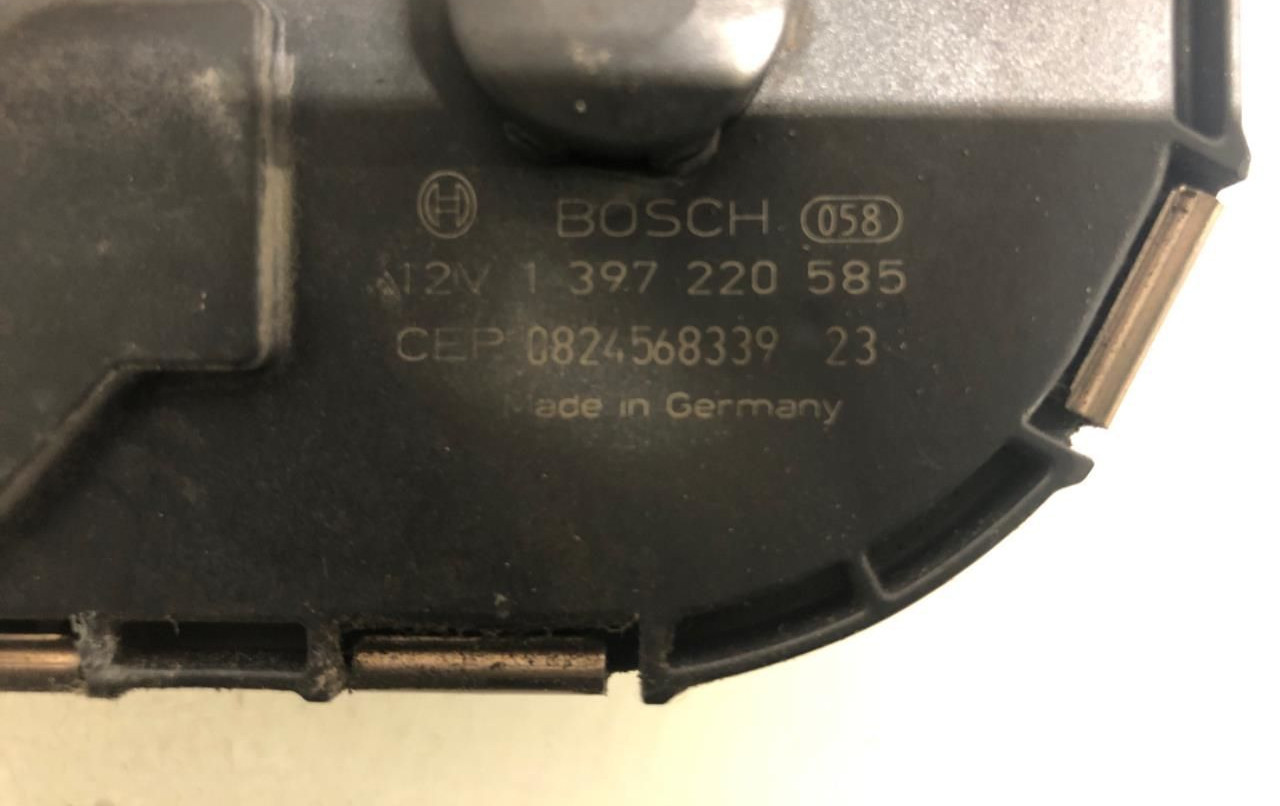 BOSCH 058
12V 1 397 220 585
CEP 0824568339 23
Made in Germany